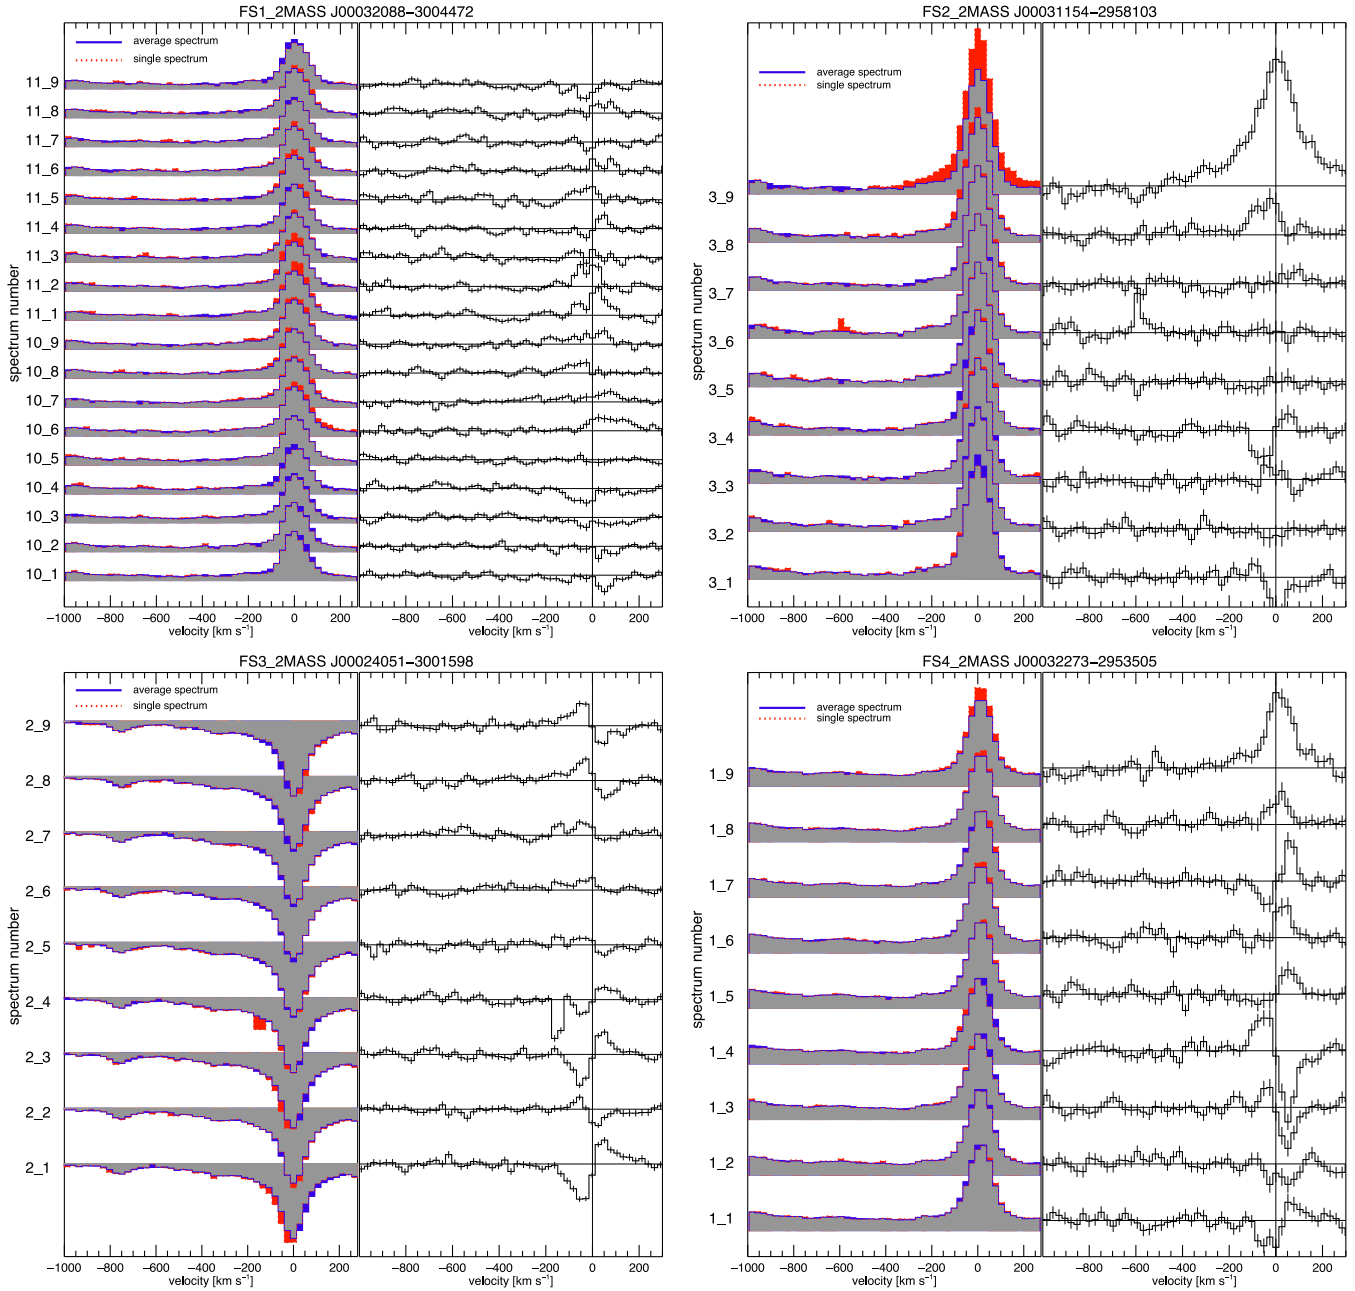 FS1_2MASS J00032088−3004472
average spectrum
single spectrum
11_9
11_8
11_7
11_6
11_5
11_4
11_3
11_2
11_1
10_9
10_8
10_7
10_6
10_5
10_4
10_3
10_2
10_1
spectrum number
−1000 −800 −600 −400 −200 0 200
velocity [km s⁻¹]
−800 −600 −400 −200 0 200
velocity [km s⁻¹]
FS2_2MASS J00031154−2958103
average spectrum
single spectrum
3_9
3_8
3_7
3_6
3_5
3_4
3_3
3_2
3_1
spectrum number
−1000 −800 −600 −400 −200 0 200
velocity [km s⁻¹]
−800 −600 −400 −200 0 200
velocity [km s⁻¹]
FS3_2MASS J00024051−3001598
average spectrum
single spectrum
2_9
2_8
2_7
2_6
2_5
2_4
2_3
2_2
2_1
spectrum number
−1000 −800 −600 −400 −200 0 200
velocity [km s⁻¹]
−800 −600 −400 −200 0 200
velocity [km s⁻¹]
FS4_2MASS J00032273−2953505
average spectrum
single spectrum
1_9
1_8
1_7
1_6
1_5
1_4
1_3
1_2
1_1
spectrum number
−1000 −800 −600 −400 −200 0 200
velocity [km s⁻¹]
−800 −600 −400 −200 0 200
velocity [km s⁻¹]